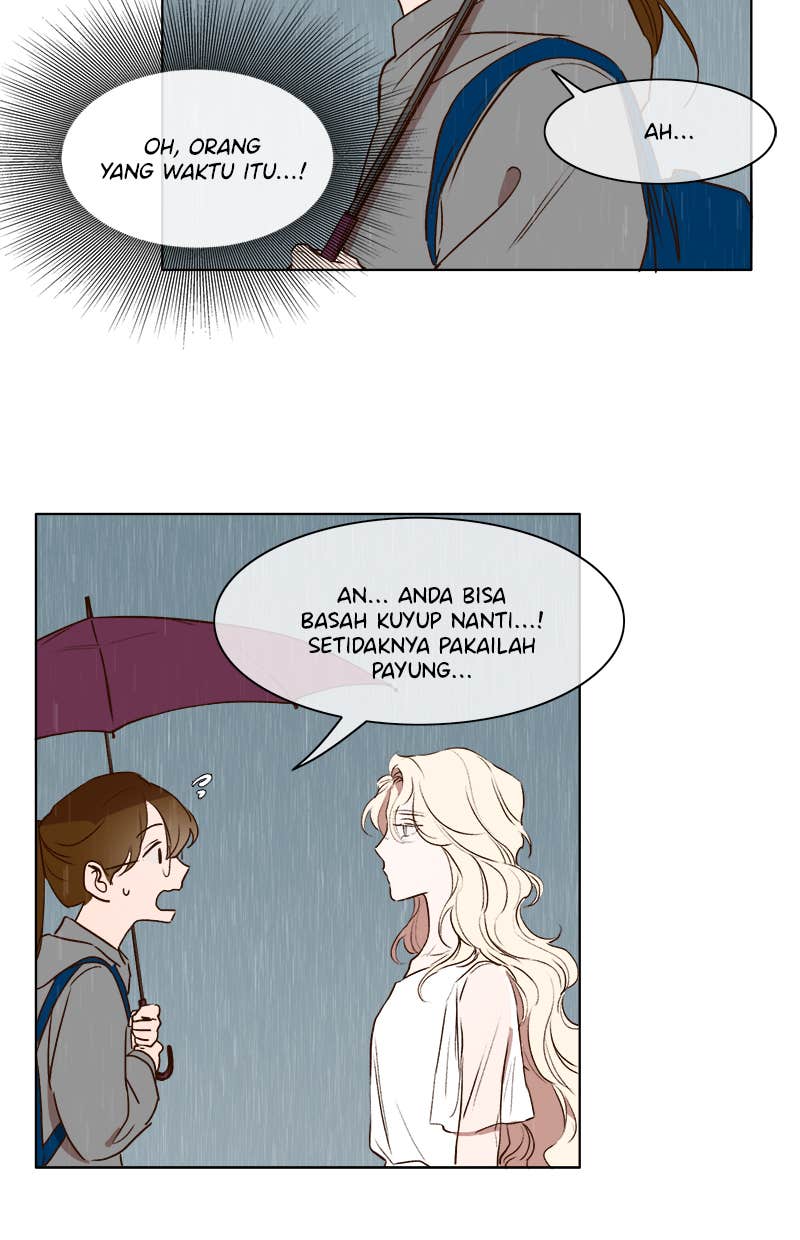 OH, ORANG
YANG WAKTU ITU...!
AH...
AN... ANDA BISA
BASAH KUYUP NANTI...!
SETIDAKNYA PAKAILAH
PAYUNG...